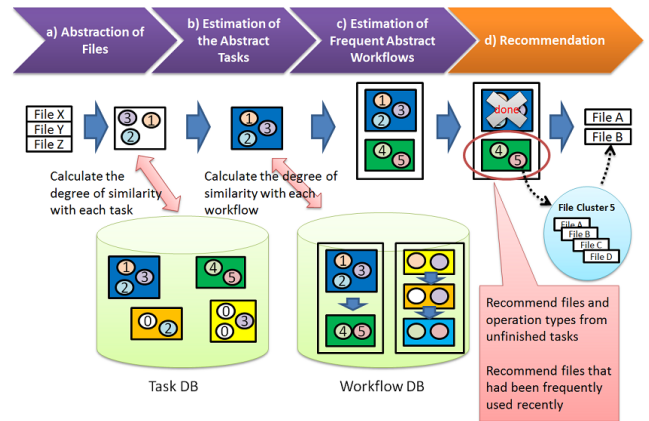 a) Abstraction of
Files
b) Estimation of
the Abstract
Tasks
c) Estimation of
Frequent Abstract
Workflows
d) Recommendation
File X
File Y
File Z
3
1
2
1
3
2
1
3
2
4
5
done
4
5
File A
File B
Calculate the
degree of similarity
with each task
Calculate the degree of
similarity with each
workflow
File Cluster 5
File A
File B
File C
File D
1
3
2
4
5
0
2
0
0
3
1
3
2
4
5
Recommend files and
operation types from
unfinished tasks
Recommend files that
had been frequently
used recently
Task DB
Workflow DB